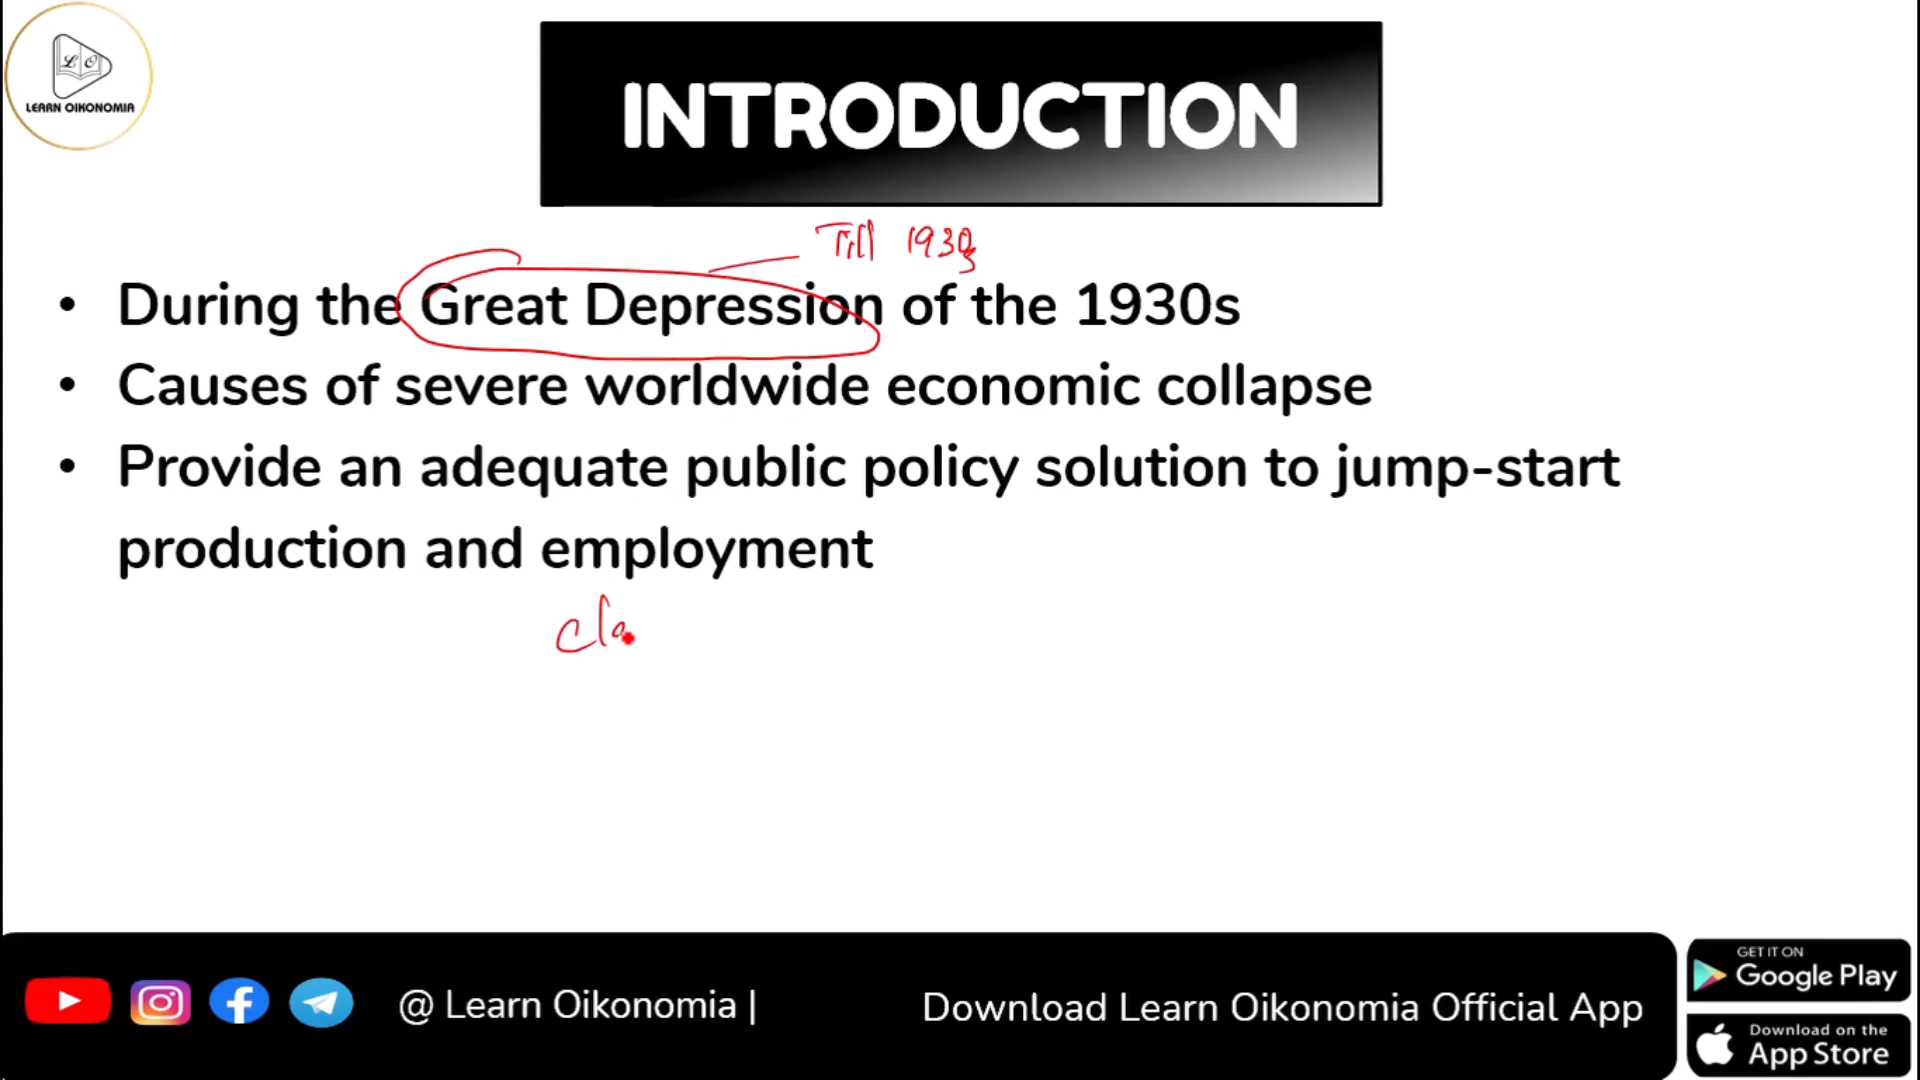 L O
LEARN OIKONOMIA
INTRODUCTION
Till 1930s
• During the Great Depression of the 1930s
• Causes of severe worldwide economic collapse
• Provide an adequate public policy solution to jump-start
production and employment
cla
@ Learn Oikonomia |
Download Learn Oikonomia Official App
GET IT ON
Google Play
Download on the
App Store